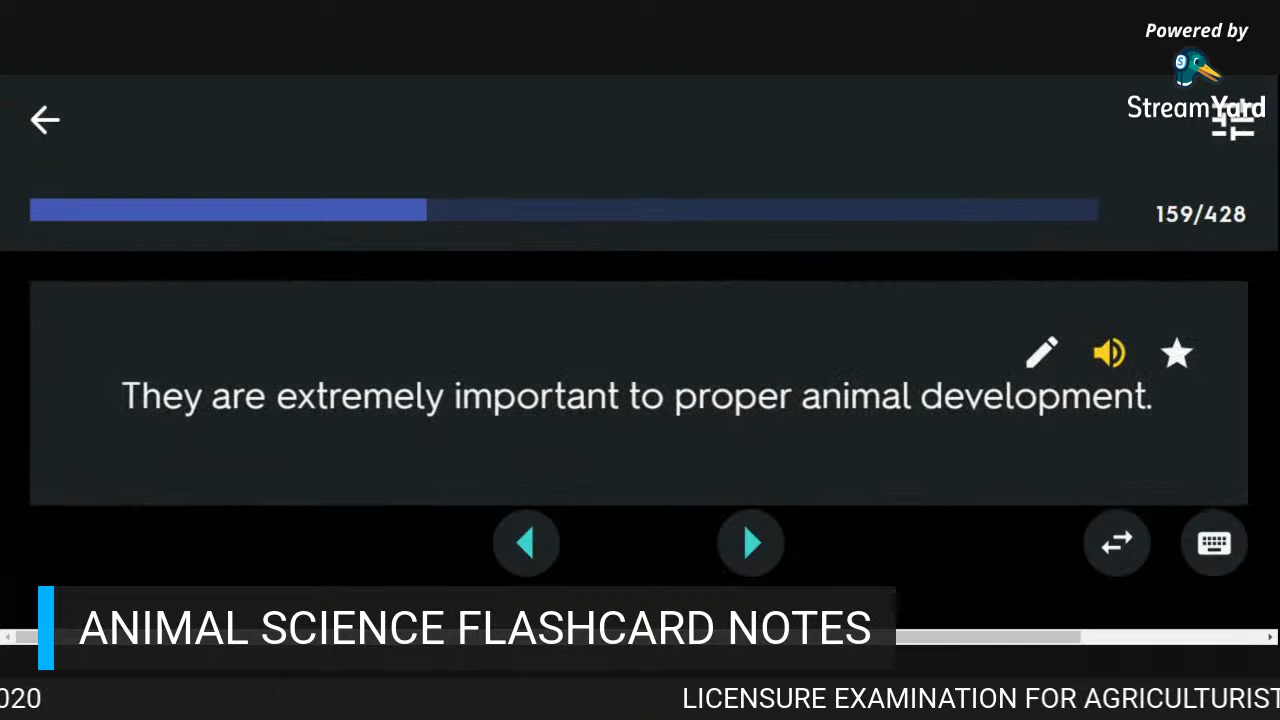 Powered by
StreamYard
159/428
They are extremely important to proper animal development.
ANIMAL SCIENCE FLASHCARD NOTES
020
LICENSURE EXAMINATION FOR AGRICULTURIST